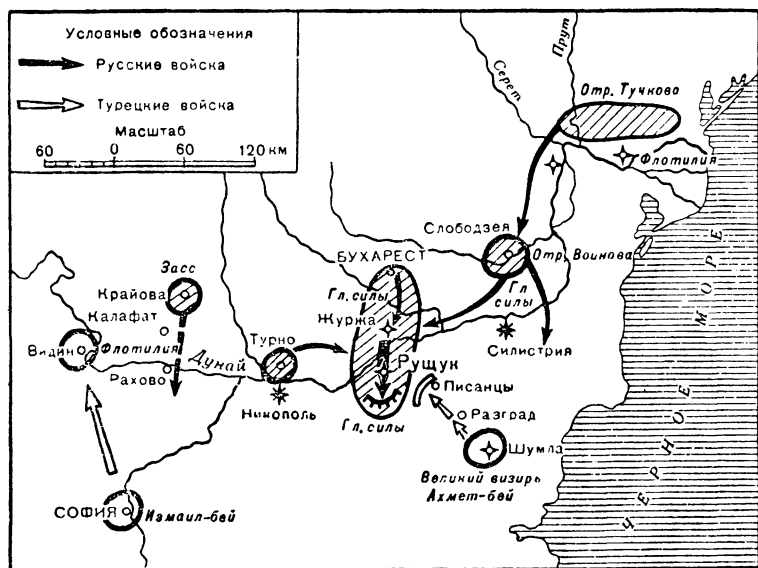 Условные обозначения
Русские войска
Турецкие войска
Масштаб
60 0 60 120 км
Прут
Серет
Отр. Тучкова
Флотилия
Слободзея
Отр. Воинова
БУХАРЕСТ
Гл. силы
Гл. силы
Засс
Крайова
Калафат
Журжа
Силистрия
Видин
Флотилия
Дунай
Турно
Рущук
Рахово
Писанцы
Никополь
Разград
Гл. силы
Шумла
Великий визирь
Ахмет-бей
СОФИЯ
Измаил-бей
ЧЕРНОЕ МОРЕ